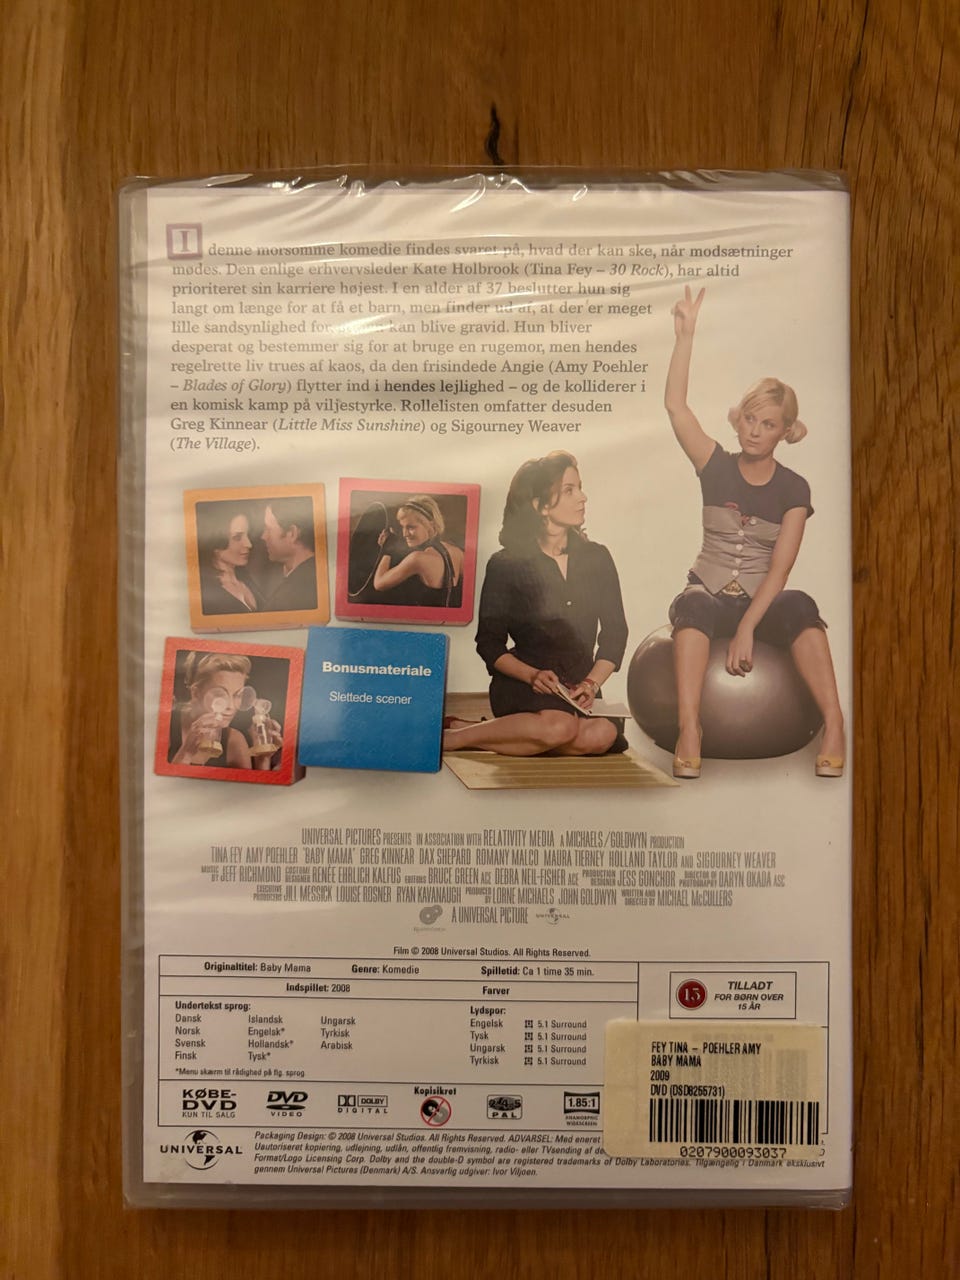 I denne morsomme komedie findes svaret på, hvad der kan ske, når modsætninger
mødes. Den enlige erhvervsleder Kate Holbrook (Tina Fey – 30 Rock), har altid
prioriteret sin karriere højest. I en alder af 37 beslutter hun sig
langt om længe for at få et barn, men finder ud af, at der er meget
lille sandsynlighed for, kan blive gravid. Hun bliver
desperat og bestemmer sig for at bruge en rugemor, men hendes
regelrette liv trues af kaos, da den frisindede Angie (Amy Poehler
– Blades of Glory) flytter ind i hendes lejlighed – og de kolliderer i
en komisk kamp på viljestyrke. Rollelisten omfatter desuden
Greg Kinnear (Little Miss Sunshine) og Sigourney Weaver
(The Village).
Bonusmateriale
Slettede scener
UNIVERSAL PICTURES PRESENTS IN ASSOCIATION WITH RELATIVITY MEDIA A MICHAELS/GOLDWYN PRODUCTION
TINA FEY AMY POEHLER "BABY MAMA" GREG KINNEAR DAX SHEPARD ROMANY MALCO MAURA TIERNEY HOLLAND TAYLOR AND SIGOURNEY WEAVER
MUSIC BY JEFF RICHMOND COSTUME DESIGNER RENÉE EHRLICH KALFUS EDITORS BRUCE GREEN ACE DEBRA NEIL-FISHER ACE PRODUCTION DESIGNER JESS GONCHOR DIRECTOR OF PHOTOGRAPHY DARYN OKADA ASC
EXECUTIVE PRODUCERS JILL MESSICK LOUISE ROSNER RYAN KAVANAUGH PRODUCED BY LORNE MICHAELS JOHN GOLDWYN WRITTEN AND DIRECTED BY MICHAEL McCULLERS
A UNIVERSAL PICTURE UNIVERSAL
Film © 2008 Universal Studios. All Rights Reserved.
Originaltitel: Baby Mama Genre: Komedie Spilletid: Ca 1 time 35 min.
Indspillet: 2008 Farver
Undertekst sprog:
Dansk Islandsk Ungarsk
Norsk Engelsk* Tyrkisk
Svensk Hollandsk* Arabisk
Finsk Tysk*
*Menu skærm til rådighed på flg. sprog
Lydspor:
Engelsk 5.1 Surround
Tysk 5.1 Surround
Ungarsk 5.1 Surround
Tyrkisk 5.1 Surround
15
TILLADT
FOR BØRN OVER
15 ÅR
KØBE-
DVD
KUN TIL SALG
DVD
VIDEO
DOLBY
DIGITAL
Kopisikret
2-4-5
PAL
1.85:1
ANAMORPHIC
WIDESCREEN
FEY TINA - POEHLER AMY
BABY MAMA
2009
DVD (DSD8255731)
0207900093037
UNIVERSAL
Packaging Design: © 2008 Universal Studios. All Rights Reserved. ADVARSEL: Med eneret
Uautoriseret kopiering, udlejning, udlån, offentlig fremvisning, radio- eller TVsending af
Format/Logo Licensing Corp. Dolby and the double-D symbol are registered trademarks of Dolby Laboratories. Tilgængelig i Danmark eksklusivt
gennem Universal Pictures (Denmark) A/S. Ansvarlig udgiver: Ivor Viljoen.